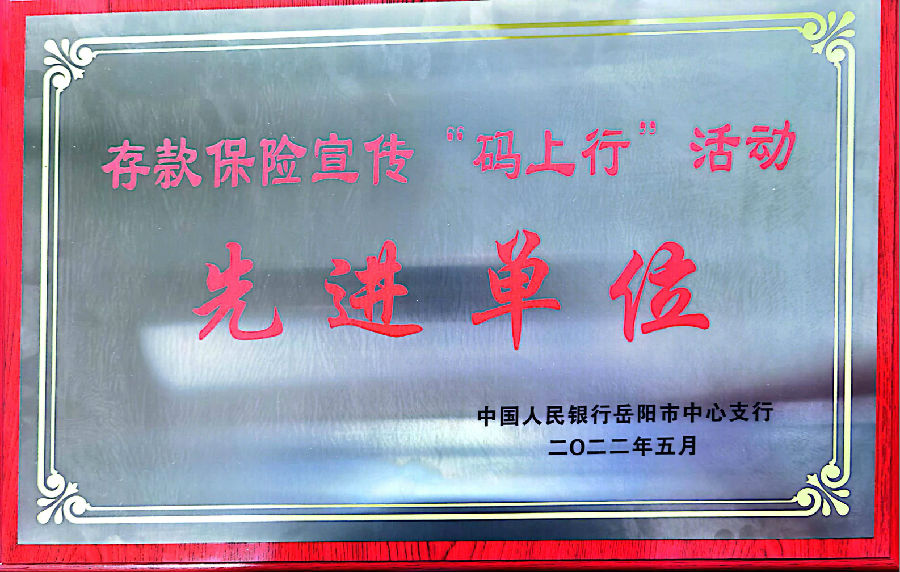 存款保险宣传“码上行”活动
先进单位
中国人民银行岳阳市中心支行
二〇二二年五月